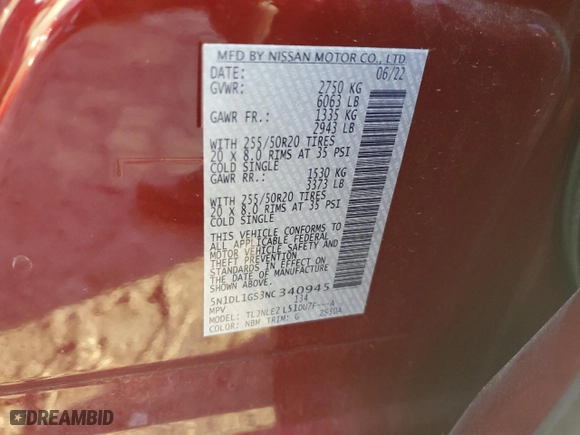 MFD BY NISSAN MOTOR CO., LTD
DATE: 06/22
GVWR: 2750 KG
6063 LB
GAWR FR.: 1335 KG
2943 LB
WITH 255/50R20 TIRES
20 X 8.0 RIMS AT 35 PSI
COLD SINGLE
GAWR RR.: 1530 KG
3373 LB
WITH 255/50R20 TIRES
20 X 8.0 RIMS AT 35 PSI
COLD SINGLE
THIS VEHICLE CONFORMS TO
ALL APPLICABLE FEDERAL
MOTOR VEHICLE SAFETY AND
THEFT PREVENTION
STANDARDS IN EFFECT ON
THE DATE OF MANUFACTURE
SHOWN ABOVE.
5N1DL1GS3NC340945
MPV 134
MODEL: TLJNLEZ L51DU7F---A
COLOR: NBM TRIM: G
DREAMBID